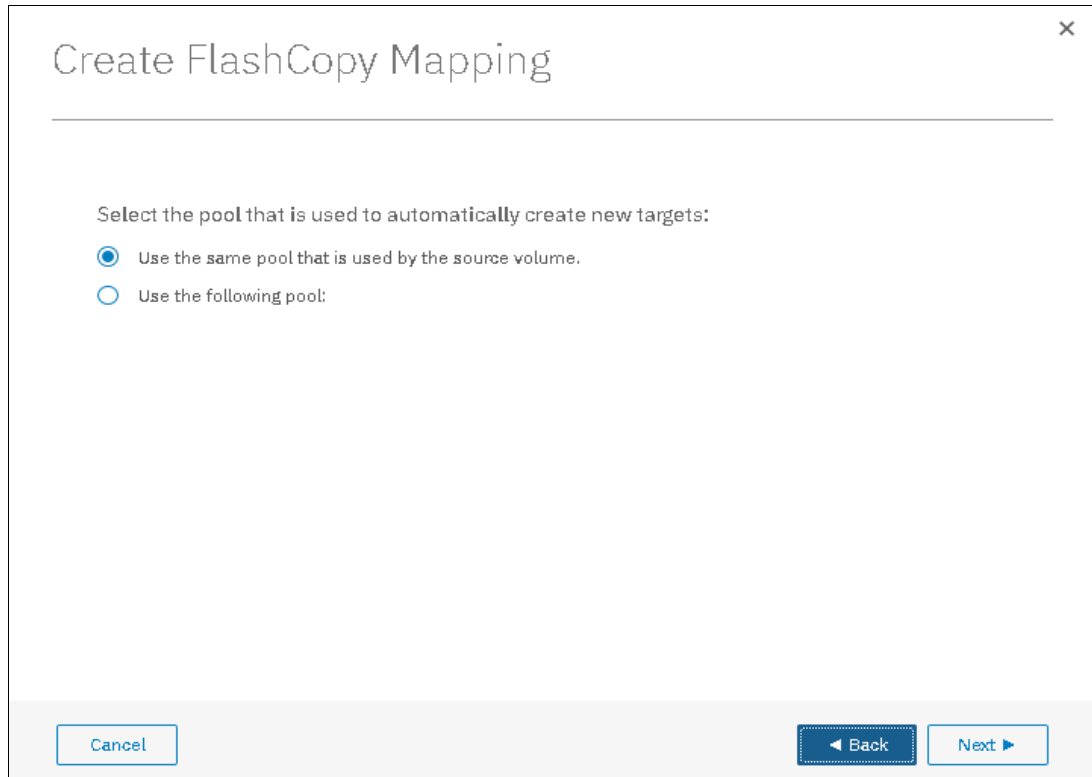 Create FlashCopy Mapping
Select the pool that is used to automatically create new targets:
Use the same pool that is used by the source volume.
Use the following pool:
Cancel
Back
Next